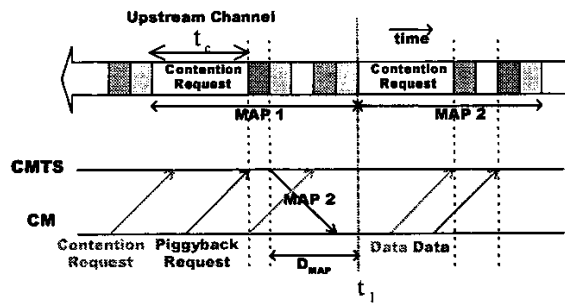 Upstream Channel
t_c
time
Contention Request
Contention Request
MAP 1
MAP 2
CMTS
MAP 2
CM
Contention Request
Piggyback Request
Data Data
D_MAP
t_1